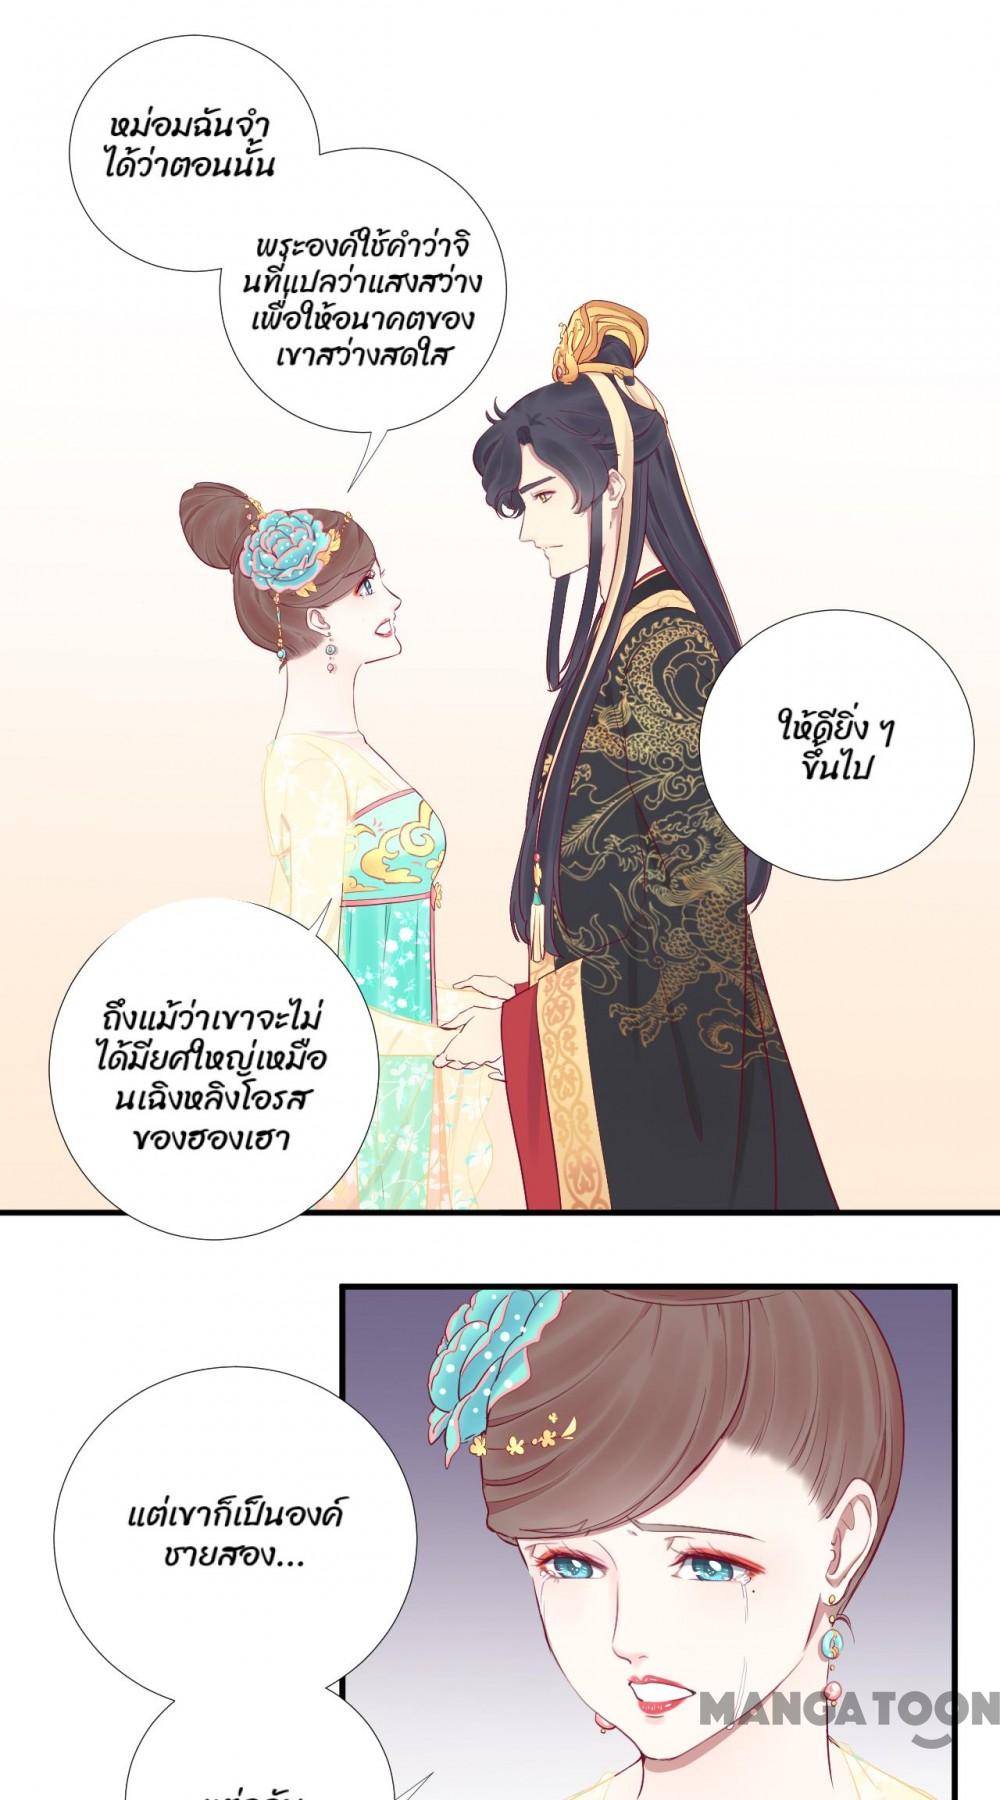 หม่อมฉันจำ
ได้ว่าตอนนั้น
พระองค์ใช้คำว่าจิ
นที่แปลว่าแสงสว่าง
เพื่อให้อนาคตของ
เขาสว่างสดใส
ให้ดียิ่ง ๆ
ขึ้นไป
ถึงแม้ว่าเขาจะไม่
ได้มียศใหญ่เหมือ
นเฉิงหลิงโอรส
ของฮองเฮา
แต่เขาก็เป็นองค์
ชายสอง...
MANGATOON